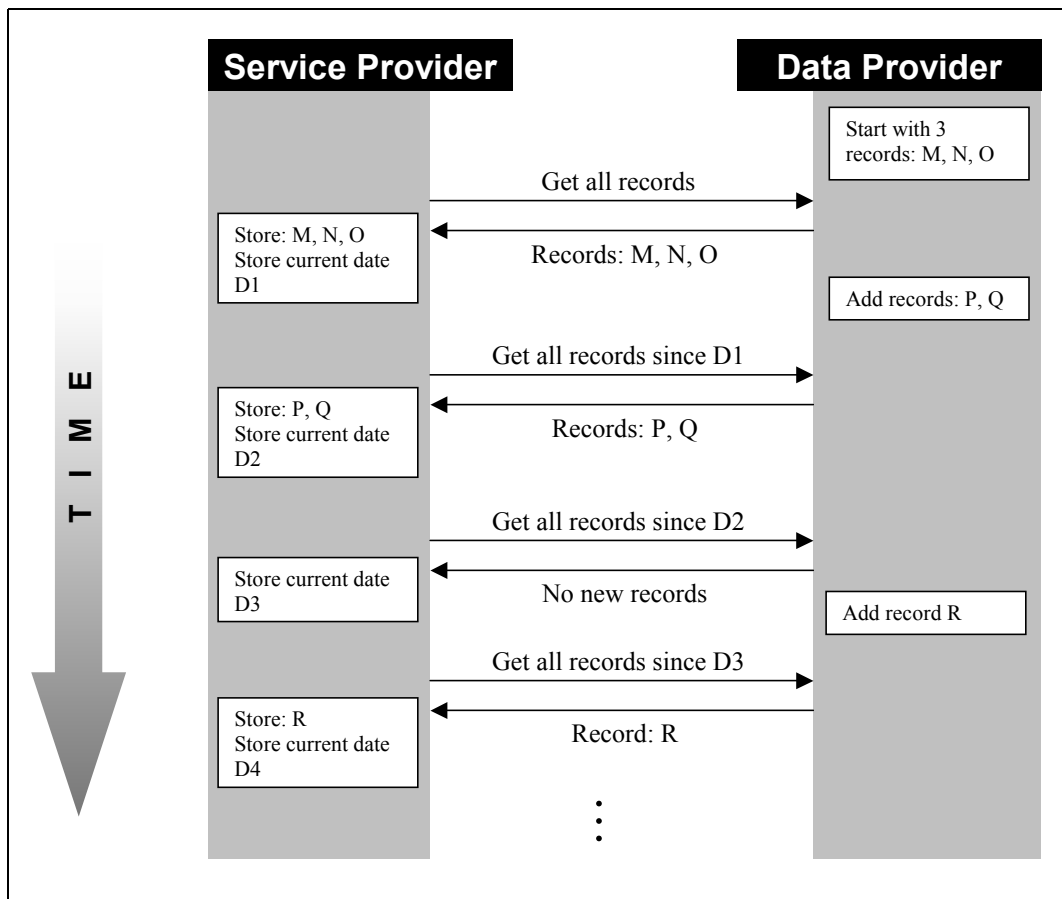 Service Provider
Data Provider
Start with 3
records: M, N, O
Get all records
Store: M, N, O
Store current date
D1
Records: M, N, O
Add records: P, Q
Get all records since D1
Store: P, Q
Store current date
D2
Records: P, Q
Get all records since D2
Store current date
D3
No new records
Add record R
Get all records since D3
Store: R
Store current date
D4
Record: R
TIME